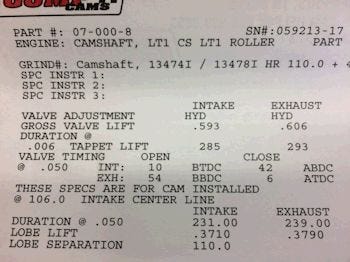 CAMS
PART #: 07-000-8 SN#:059213-17
ENGINE: CAMSHAFT, LT1 CS LT1 ROLLER PART
GRIND#: Camshaft, 13474I / 13478I HR 110.0 +
SPC INSTR 1:
SPC INSTR 2:
SPC INSTR 3:
INTAKE EXHAUST
VALVE ADJUSTMENT HYD HYD
GROSS VALVE LIFT .593 .606
DURATION @
.006 TAPPET LIFT 285 293
VALVE TIMING OPEN CLOSE
@ .050 INT: 10 BTDC 42 ABDC
EXH: 54 BBDC 6 ATDC
THESE SPECS ARE FOR CAM INSTALLED
@ 106.0 INTAKE CENTER LINE
INTAKE EXHAUST
DURATION @ .050 231.00 239.00
LOBE LIFT .3710 .3790
LOBE SEPARATION 110.0